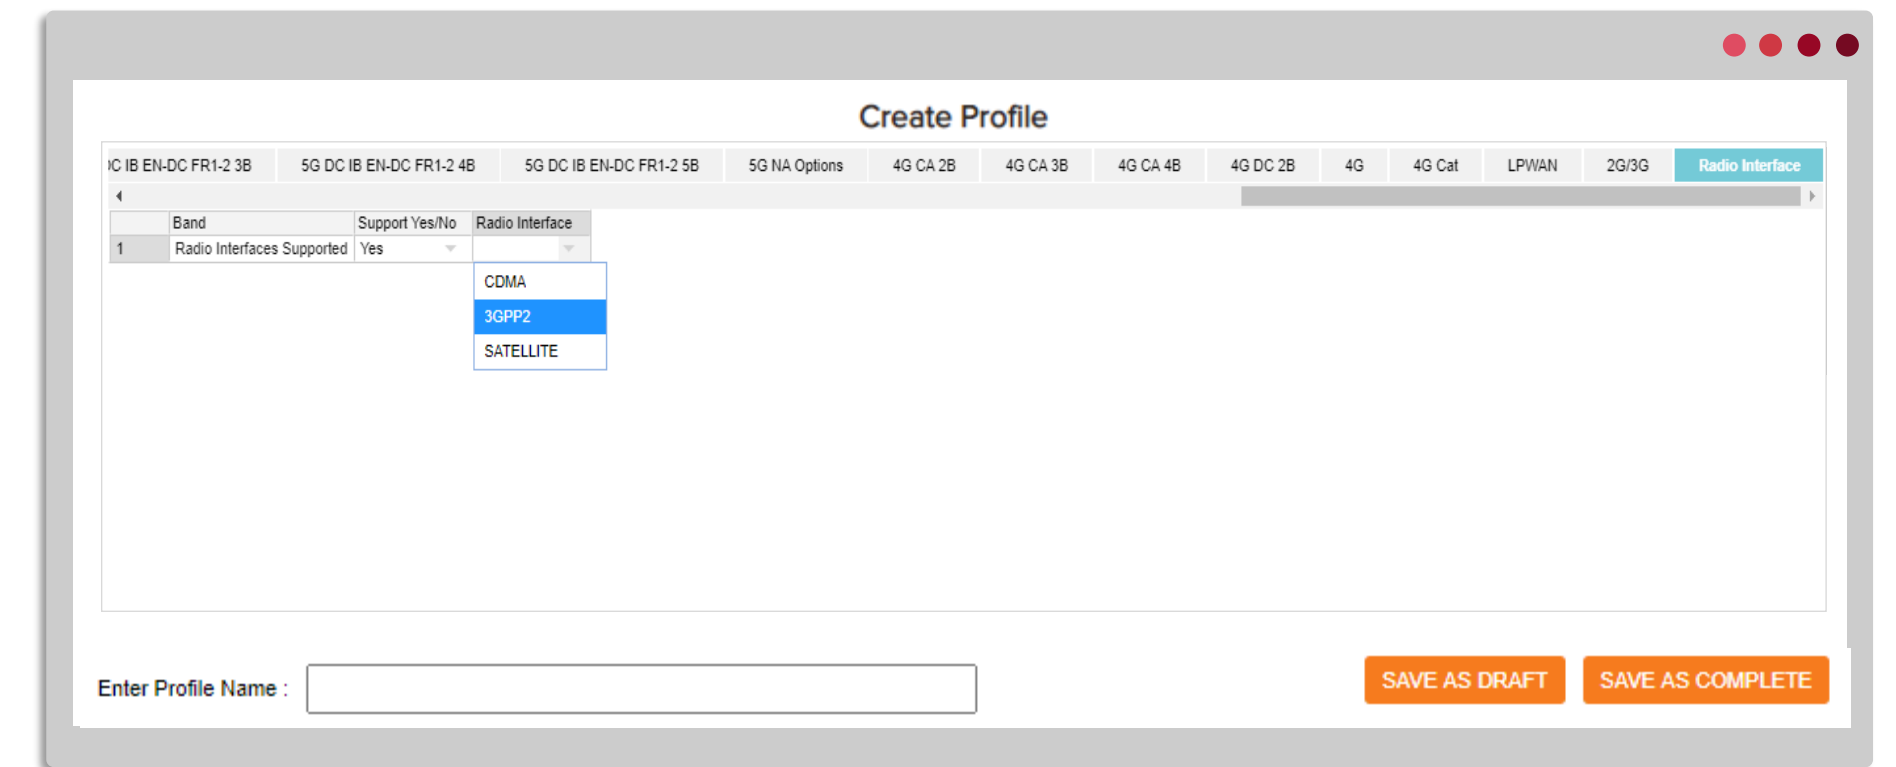 Create Profile
C IB EN-DC FR1-2 3B 5G DC IB EN-DC FR1-2 4B 5G DC IB EN-DC FR1-2 5B 5G NA Options 4G CA 2B 4G CA 3B 4G CA 4B 4G DC 2B 4G 4G Cat LPWAN 2G/3G Radio Interface
Band Support Yes/No Radio Interface
1 Radio Interfaces Supported Yes
CDMA
3GPP2
SATELLITE
Enter Profile Name : SAVE AS DRAFT SAVE AS COMPLETE